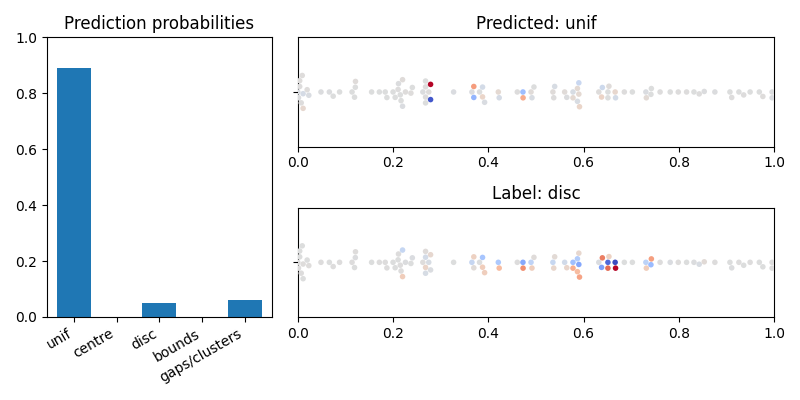 Prediction probabilities
1.0
0.8
0.6
0.4
0.2
0.0
unif
centre
disc
bounds
gaps/clusters
Predicted: unif
0.0 0.2 0.4 0.6 0.8 1.0
Label: disc
0.0 0.2 0.4 0.6 0.8 1.0